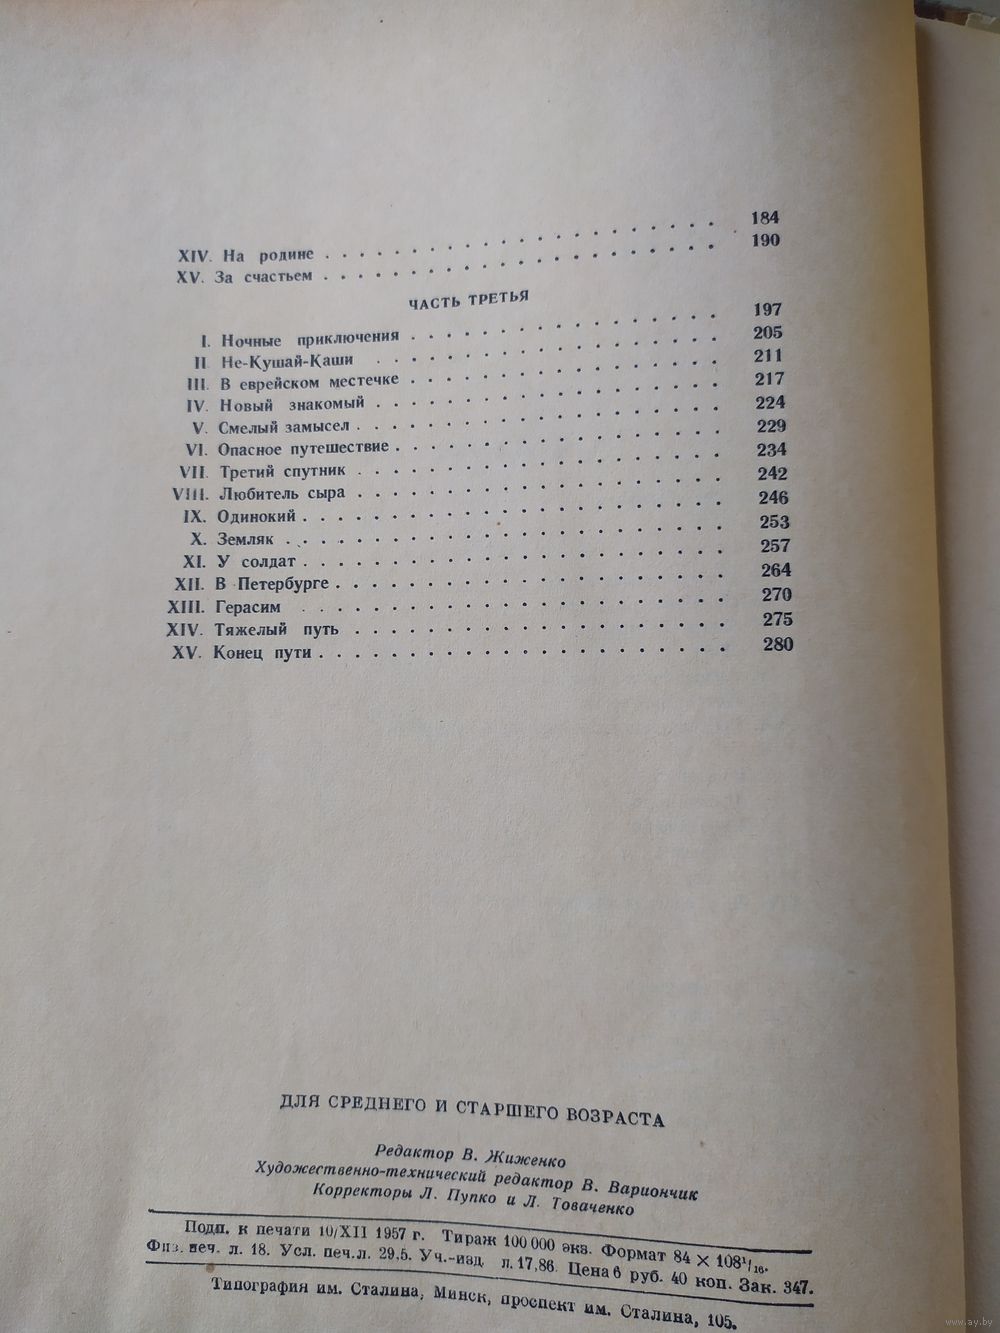 XIV. На родине . . . . . . . . . . . . . . . . . . . . . . 184
XV. За счастьем . . . . . . . . . . . . . . . . . . . . . . 190
ЧАСТЬ ТРЕТЬЯ
I. Ночные приключения . . . . . . . . . . . . . . . . . 197
II. Не-Кушай-Каши . . . . . . . . . . . . . . . . . . . 205
III. В еврейском местечке . . . . . . . . . . . . . . . . . 211
IV. Новый знакомый . . . . . . . . . . . . . . . . . . . 217
V. Смелый замысел . . . . . . . . . . . . . . . . . . . . 224
VI. Опасное путешествие . . . . . . . . . . . . . . . . . . 229
VII. Третий спутник . . . . . . . . . . . . . . . . . . . . 234
VIII. Любитель сыра . . . . . . . . . . . . . . . . . . . . 242
IX. Одинокий . . . . . . . . . . . . . . . . . . . . . . . 246
X. Земляк . . . . . . . . . . . . . . . . . . . . . . . . 253
XI. У солдат . . . . . . . . . . . . . . . . . . . . . . . 257
XII. В Петербурге . . . . . . . . . . . . . . . . . . . . . 264
XIII. Герасим . . . . . . . . . . . . . . . . . . . . . . . 270
XIV. Тяжелый путь . . . . . . . . . . . . . . . . . . . . 275
XV. Конец пути . . . . . . . . . . . . . . . . . . . . . . 280
ДЛЯ СРЕДНЕГО И СТАРШЕГО ВОЗРАСТА
Редактор В. Жиженко
Художественно-технический редактор В. Вариончик
Корректоры Л. Пупко и Л. Товаченко
Подп. к печати 10/XII 1957 г. Тираж 100 000 экз. Формат 84 × 108¹/₁₆.
Физ. печ. л. 18. Усл. печ. л. 29,5. Уч.-изд. л. 17,86. Цена 6 руб. 40 коп. Зак. 347.
Типография им. Сталина, Минск, проспект им. Сталина, 105.
www.ay.by